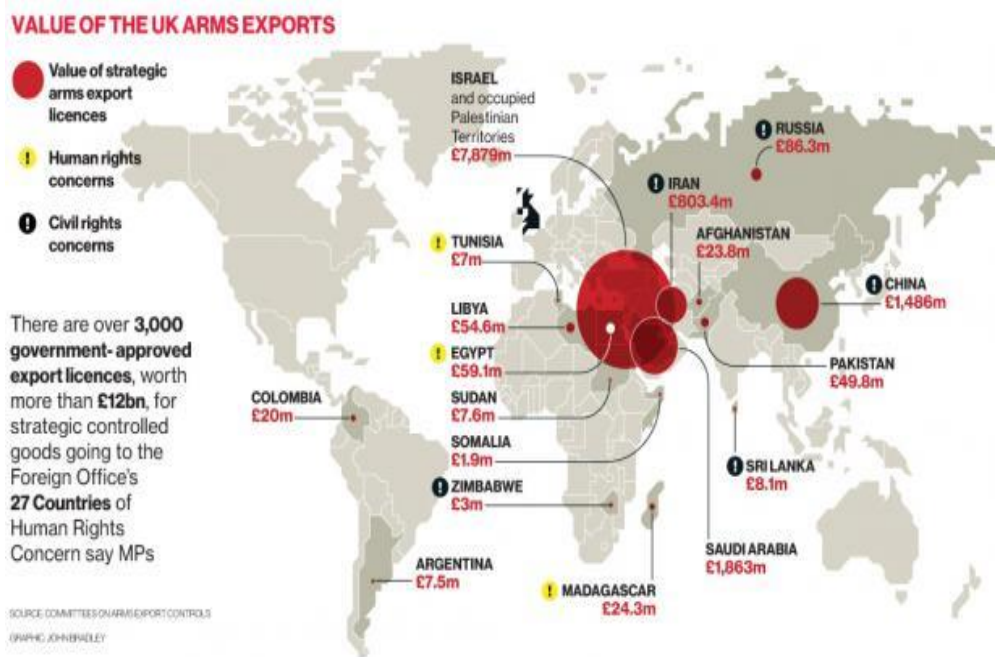 VALUE OF THE UK ARMS EXPORTS
Value of strategic
arms export
licences
! Human rights
concerns
! Civil rights
concerns
There are over 3,000
government- approved
export licences, worth
more than £12bn, for
strategic controlled
goods going to the
Foreign Office's
27 Countries of
Human Rights
Concern say MPs
SOURCE: COMMITTEES ON ARMS EXPORT CONTROLS
GRAPHIC: JOHN BRADLEY
ISRAEL
and occupied
Palestinian
Territories
£7,879m
! RUSSIA
£86.3m
! IRAN
£803.4m
AFGHANISTAN
£23.8m
! TUNISIA
£7m
! CHINA
£1,486m
LIBYA
£54.6m
! EGYPT
£59.1m
PAKISTAN
£49.8m
COLOMBIA
£20m
SUDAN
£7.6m
SOMALIA
£1.9m
! SRI LANKA
£8.1m
! ZIMBABWE
£3m
SAUDI ARABIA
£1,863m
ARGENTINA
£7.5m
! MADAGASCAR
£24.3m